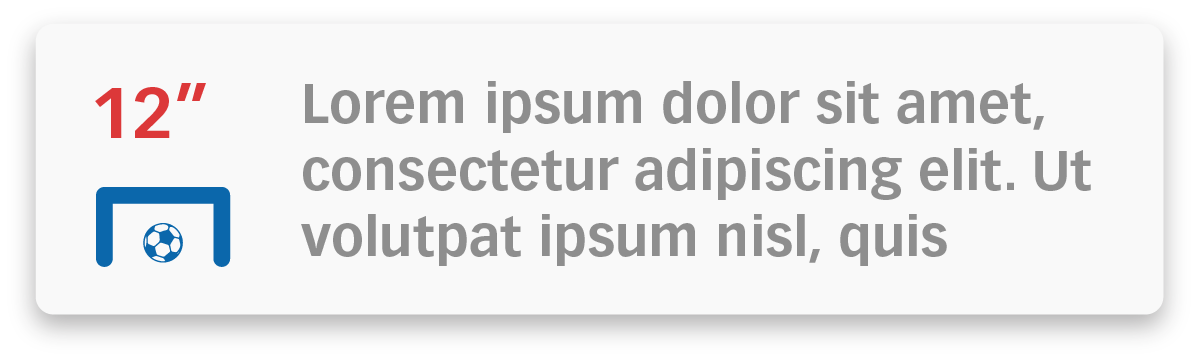 12”
Lorem ipsum dolor sit amet,
consectetur adipiscing elit. Ut
volutpat ipsum nisl, quis